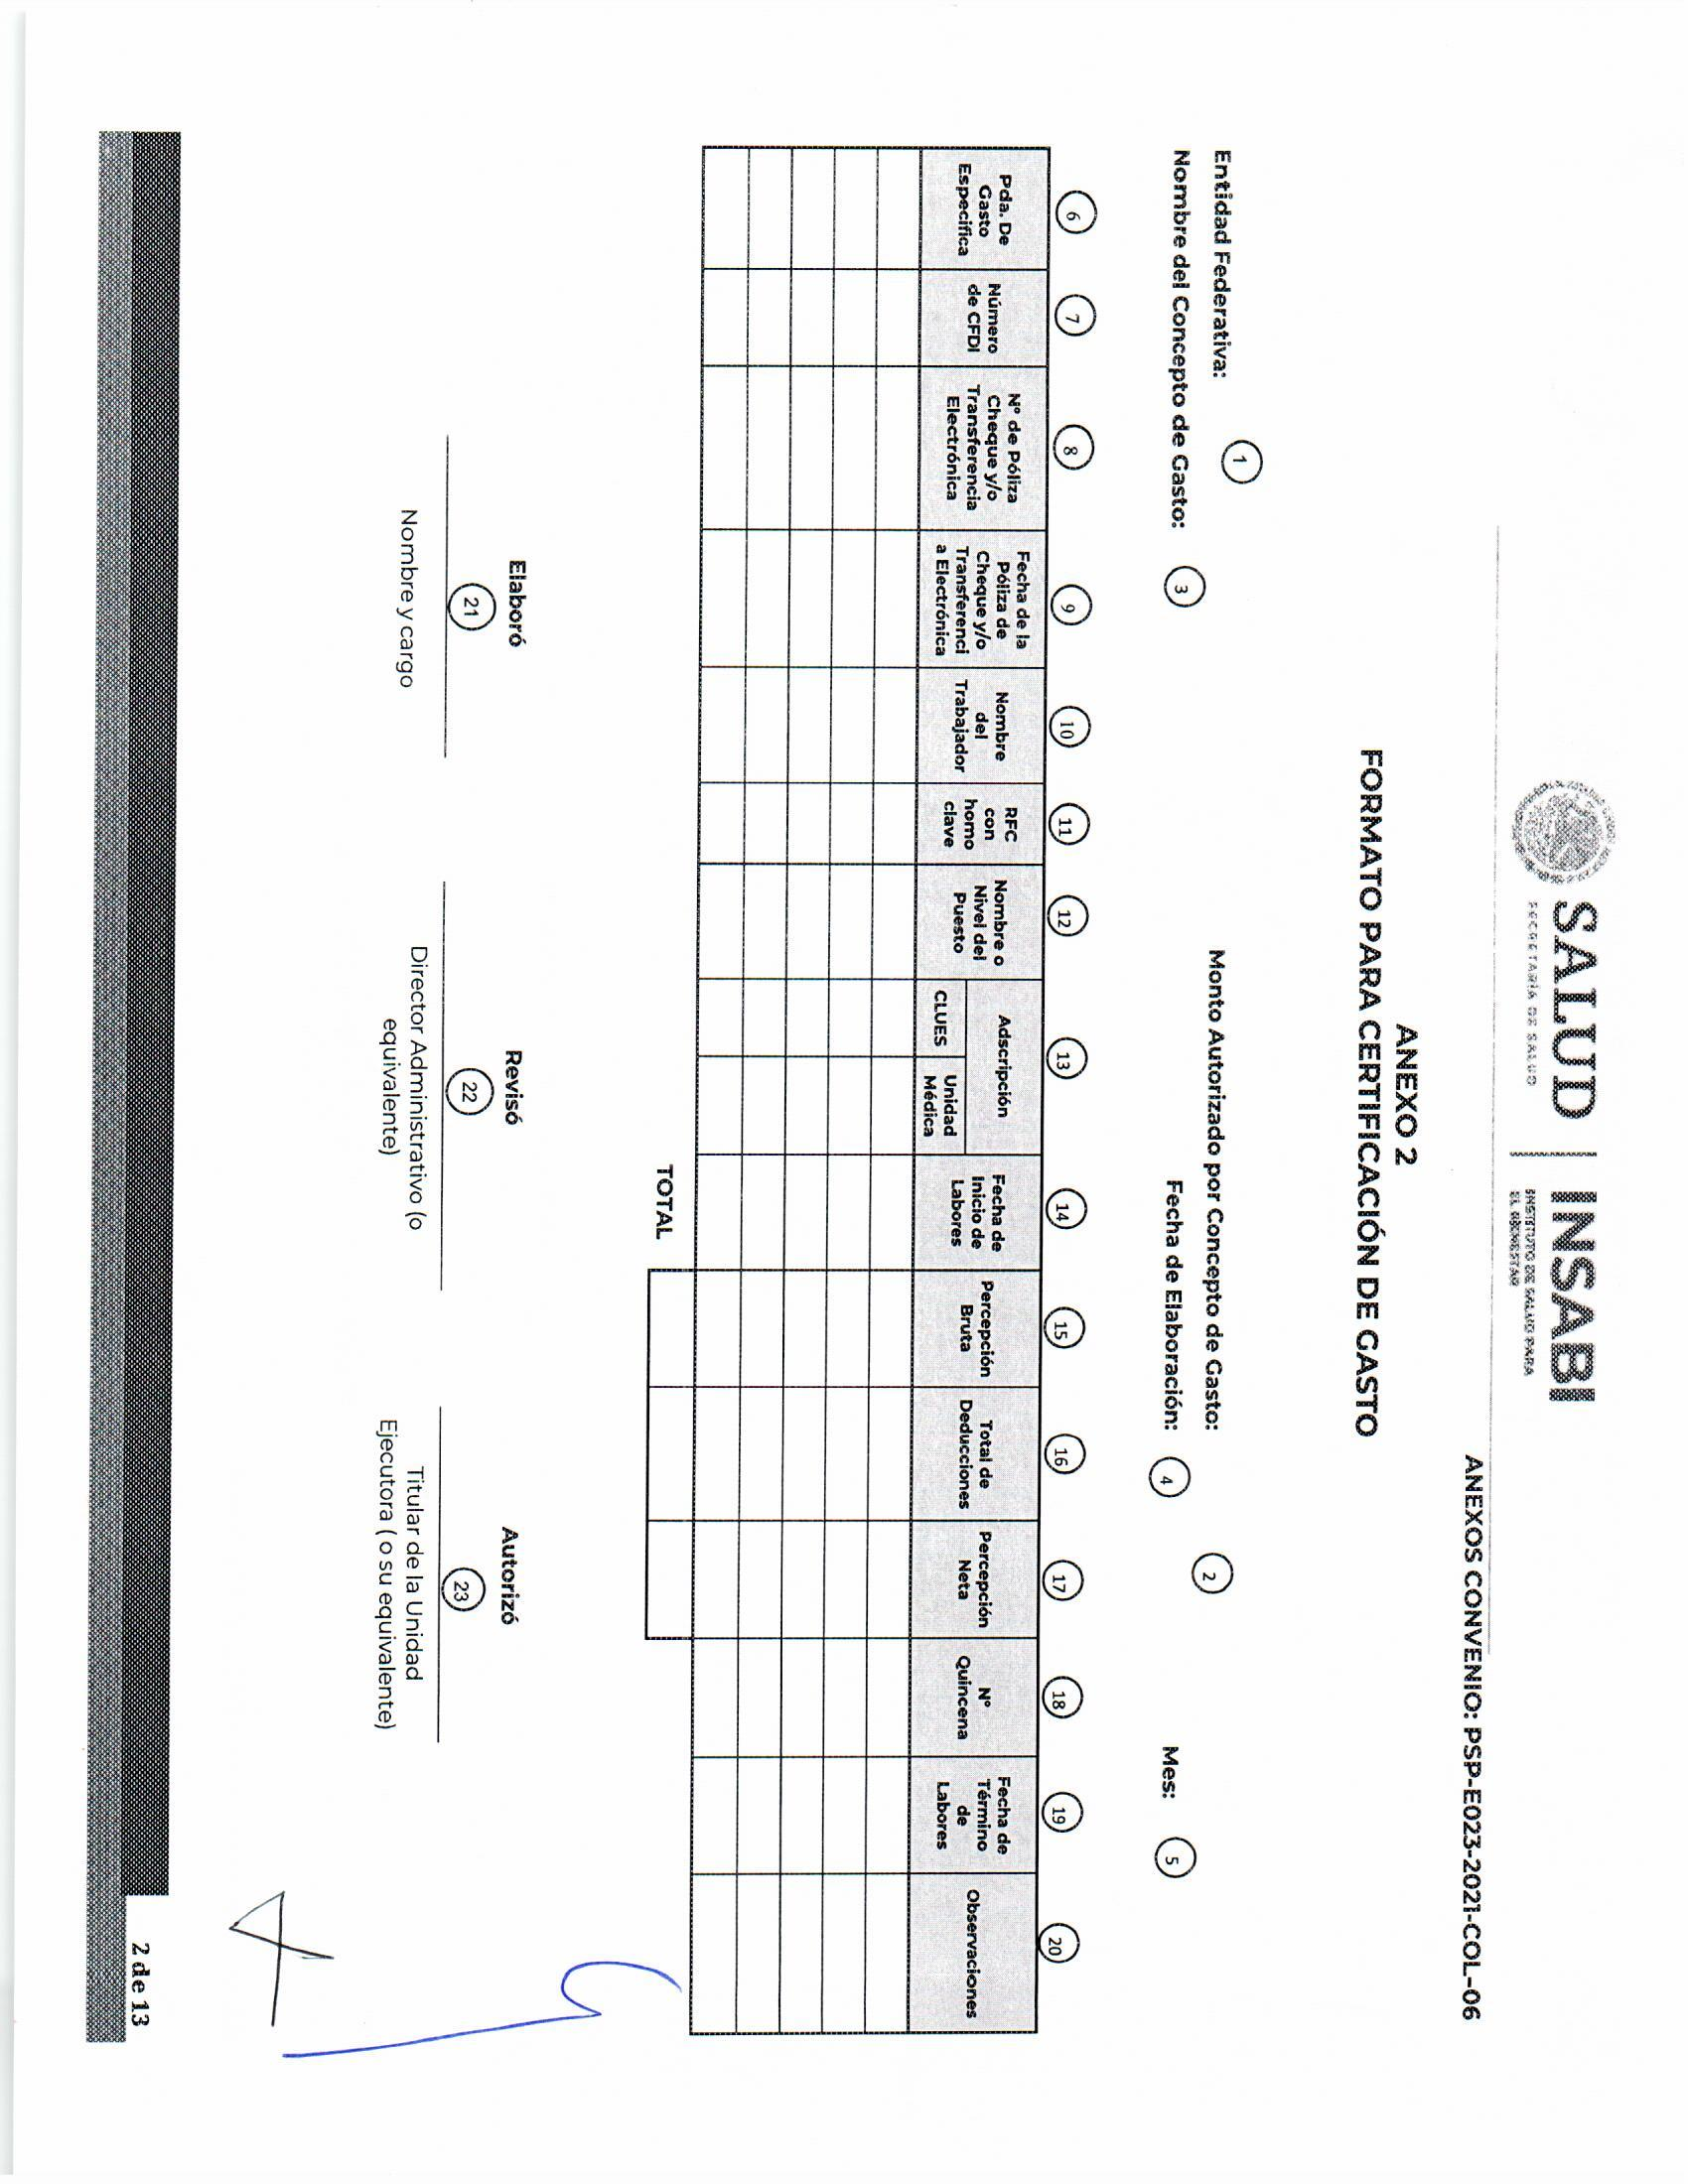 SALUD
SECRETARÍA DE SALUD
INSABI
INSTITUTO DE SALUD PARA
EL BIENESTAR
ANEXOS CONVENIO: PSP-E023-2021-COL-06
ANEXO 2
FORMATO PARA CERTIFICACIÓN DE GASTO
Entidad Federativa: 1
Monto Autorizado por Concepto de Gasto: 2
Nombre del Concepto de Gasto: 3
Fecha de Elaboración: 4
Mes: 5
6 7 8 9 10 11 12 13 14 15 16 17 18 19 20
Pda. De
Gasto
Especifica
Número
de CFDI
N° de Póliza
Cheque y/o
Transferencia
Electrónica
Fecha de la
Póliza de
Cheque y/o
Transferenci
a Electrónica
Nombre
del
Trabajador
RFC
con
homo
clave
Nombre o
Nivel del
Puesto
Adscripción
CLUES
Unidad
Médica
Fecha de
Inicio de
Labores
Percepción
Bruta
Total de
Deducciones
Percepción
Neta
N°
Quincena
Fecha de
Término
de
Labores
Observaciones
TOTAL
Elaboró
21
Nombre y cargo
Revisó
22
Director Administrativo (o
equivalente)
Autorizó
23
Titular de la Unidad
Ejecutora ( o su equivalente)
2 de 13